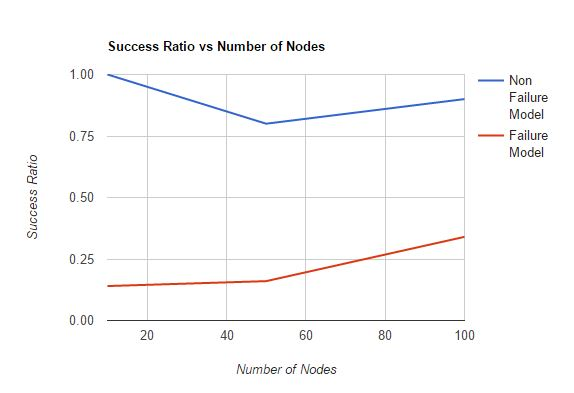 Success Ratio vs Number of Nodes
1.00
0.75
0.50
0.25
0.00
Success Ratio
20 40 60 80 100
Number of Nodes
Non
Failure
Model
Failure
Model